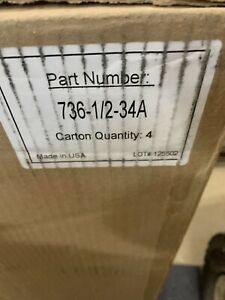 Part Number:
736-1/2-34A
Carton Quantity: 4
Made in USA
LOT# 125502